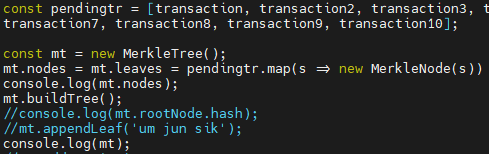 const pendingtr = [transaction, transaction2, transaction3, t
transaction7, transaction8, transaction9, transaction10];
const mt = new MerkleTree();
mt.nodes = mt.leaves = pendingtr.map(s => new MerkleNode(s))
console.log(mt.nodes);
mt.buildTree();
//console.log(mt.rootNode.hash);
//mt.appendLeaf('um jun sik');
console.log(mt);